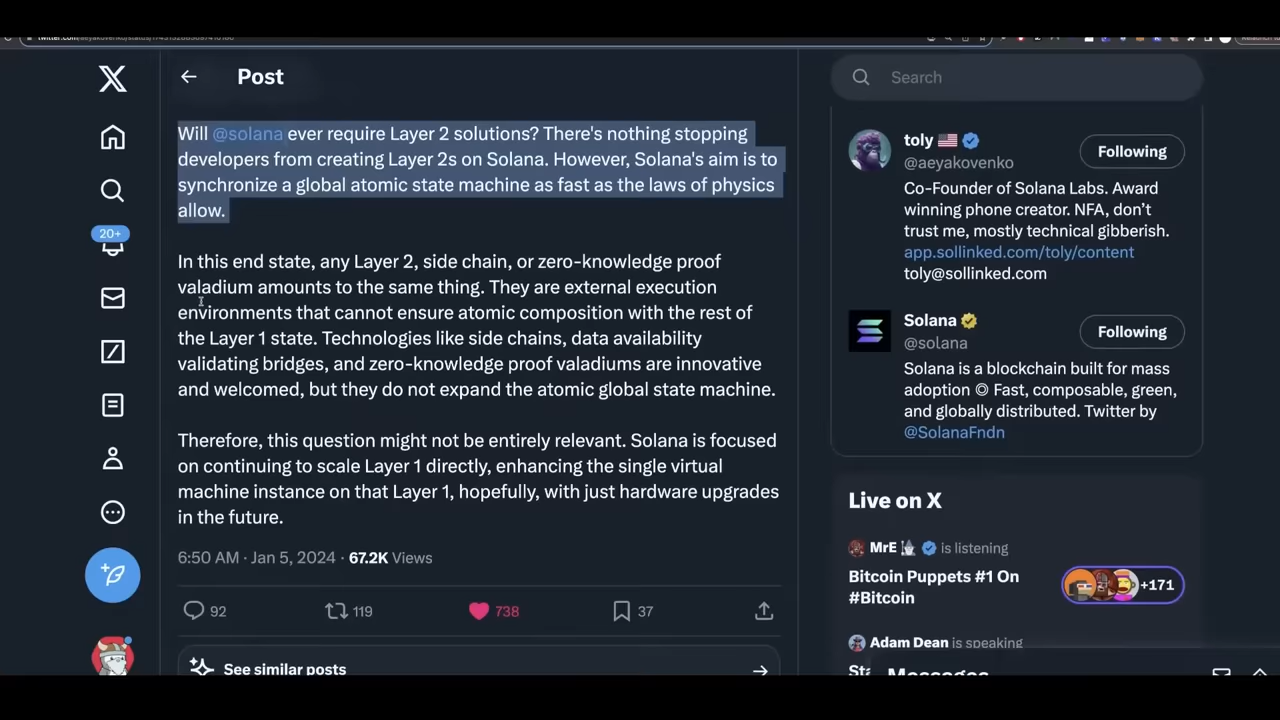 Post
Search
Will @solana ever require Layer 2 solutions? There's nothing stopping
developers from creating Layer 2s on Solana. However, Solana's aim is to
synchronize a global atomic state machine as fast as the laws of physics
allow.
In this end state, any Layer 2, side chain, or zero-knowledge proof
valadium amounts to the same thing. They are external execution
environments that cannot ensure atomic composition with the rest of
the Layer 1 state. Technologies like side chains, data availability
validating bridges, and zero-knowledge proof valadiums are innovative
and welcomed, but they do not expand the atomic global state machine.
Therefore, this question might not be entirely relevant. Solana is focused
on continuing to scale Layer 1 directly, enhancing the single virtual
machine instance on that Layer 1, hopefully, with just hardware upgrades
in the future.
6:50 AM · Jan 5, 2024 · 67.2K Views
92
119
738
37
See similar posts
20+
toly
@aeyakovenko
Following
Co-Founder of Solana Labs. Award
winning phone creator. NFA, don't
trust me, mostly technical gibberish.
app.sollinked.com/toly/content
toly@sollinked.com
Solana
@solana
Following
Solana is a blockchain built for mass
adoption © Fast, composable, green,
and globally distributed. Twitter by
@SolanaFndn
Live on X
MrE is listening
Bitcoin Puppets #1 On
#Bitcoin
+171
Adam Dean is speaking
Messages